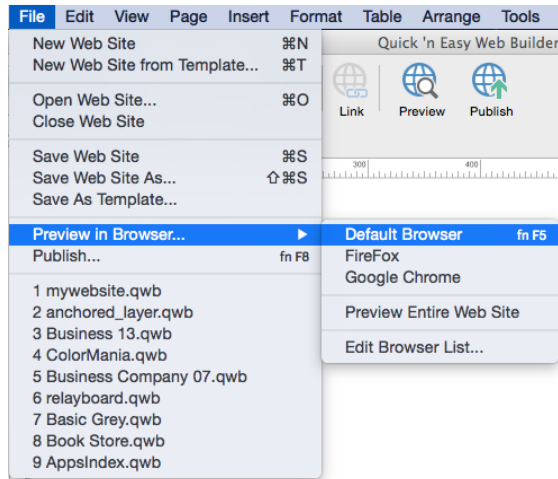 File Edit View Page Insert Format Table Arrange Tools
Quick 'n Easy Web Builder
Link Preview Publish
300 400
New Web Site ⌘N
New Web Site from Template... ⌘T
Open Web Site... ⌘O
Close Web Site
Save Web Site ⌘S
Save Web Site As... ⇧⌘S
Save As Template...
Preview in Browser... ▶
Publish... fn F8
1 mywebsite.qwb
2 anchored_layer.qwb
3 Business 13.qwb
4 ColorMania.qwb
5 Business Company 07.qwb
6 relayboard.qwb
7 Basic Grey.qwb
8 Book Store.qwb
9 AppsIndex.qwb
Default Browser fn F5
FireFox
Google Chrome
Preview Entire Web Site
Edit Browser List...